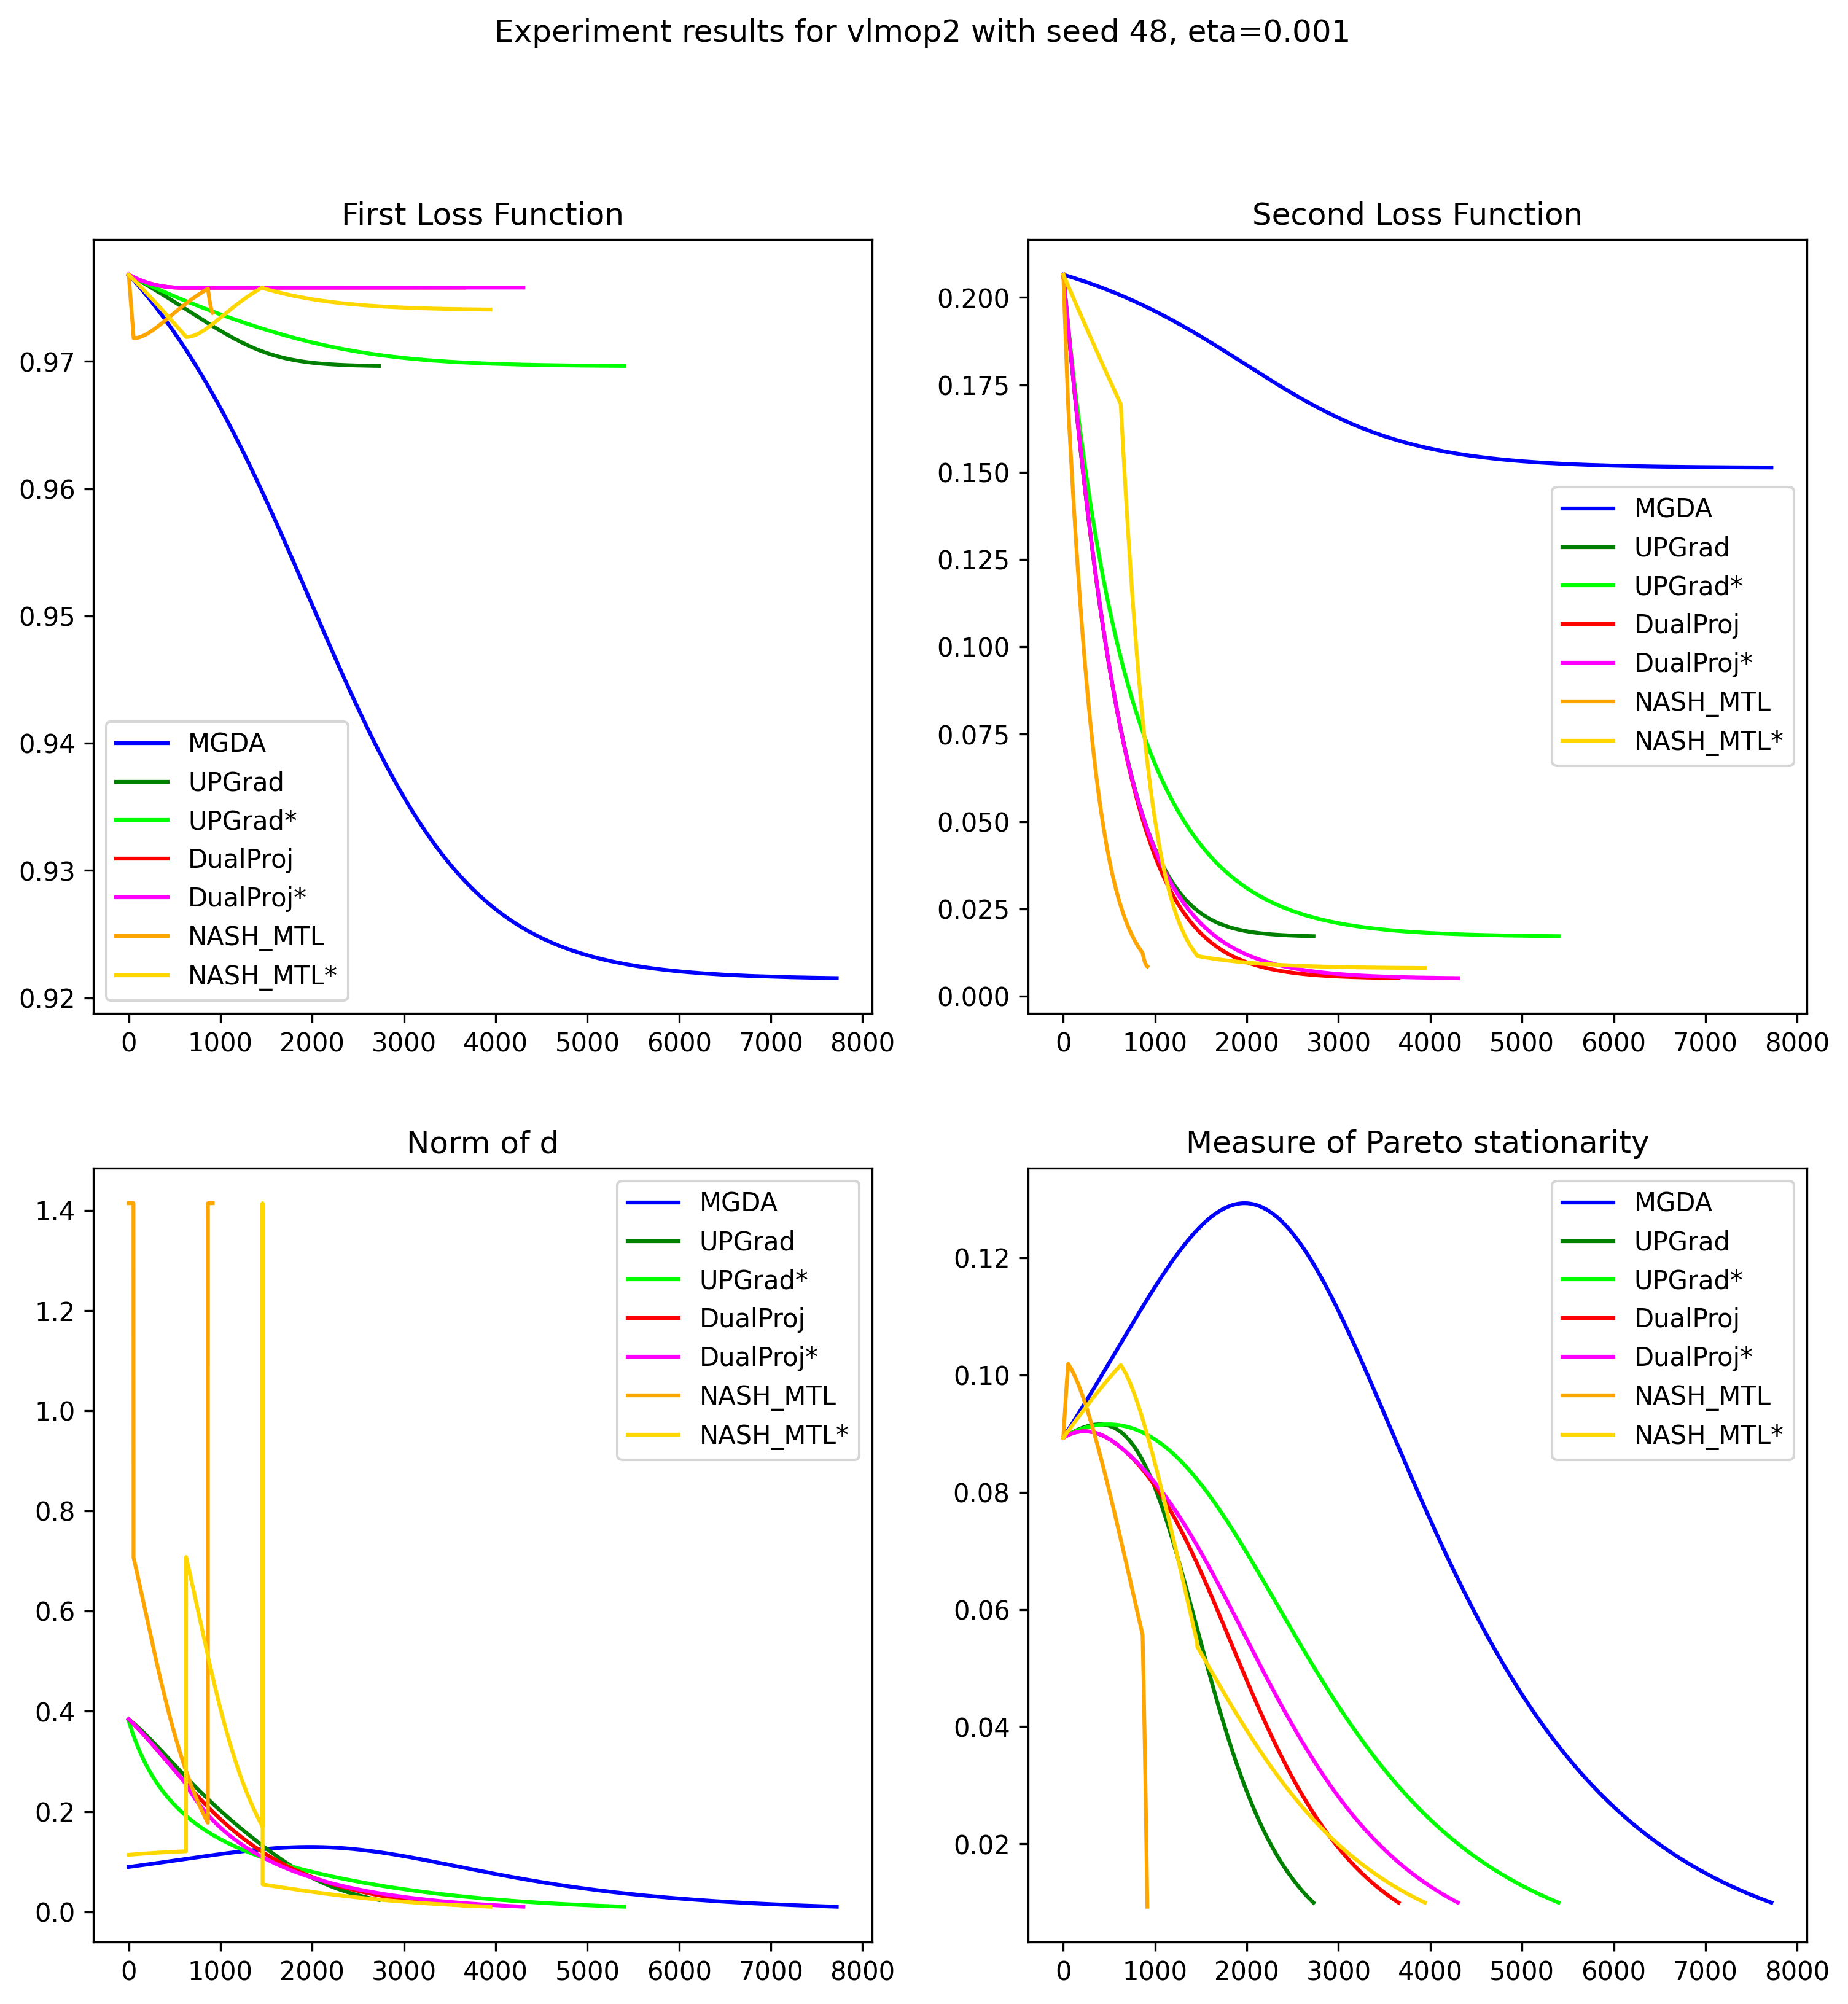 Experiment results for vlmop2 with seed 48, eta=0.001
First Loss Function
0.97
0.96
0.95
0.94
0.93
0.92
0 1000 2000 3000 4000 5000 6000 7000 8000
MGDA
UPGrad
UPGrad*
DualProj
DualProj*
NASH_MTL
NASH_MTL*
Second Loss Function
0.200
0.175
0.150
0.125
0.100
0.075
0.050
0.025
0.000
0 1000 2000 3000 4000 5000 6000 7000 8000
MGDA
UPGrad
UPGrad*
DualProj
DualProj*
NASH_MTL
NASH_MTL*
Norm of d
1.4
1.2
1.0
0.8
0.6
0.4
0.2
0.0
0 1000 2000 3000 4000 5000 6000 7000 8000
MGDA
UPGrad
UPGrad*
DualProj
DualProj*
NASH_MTL
NASH_MTL*
Measure of Pareto stationarity
0.12
0.10
0.08
0.06
0.04
0.02
0 1000 2000 3000 4000 5000 6000 7000 8000
MGDA
UPGrad
UPGrad*
DualProj
DualProj*
NASH_MTL
NASH_MTL*